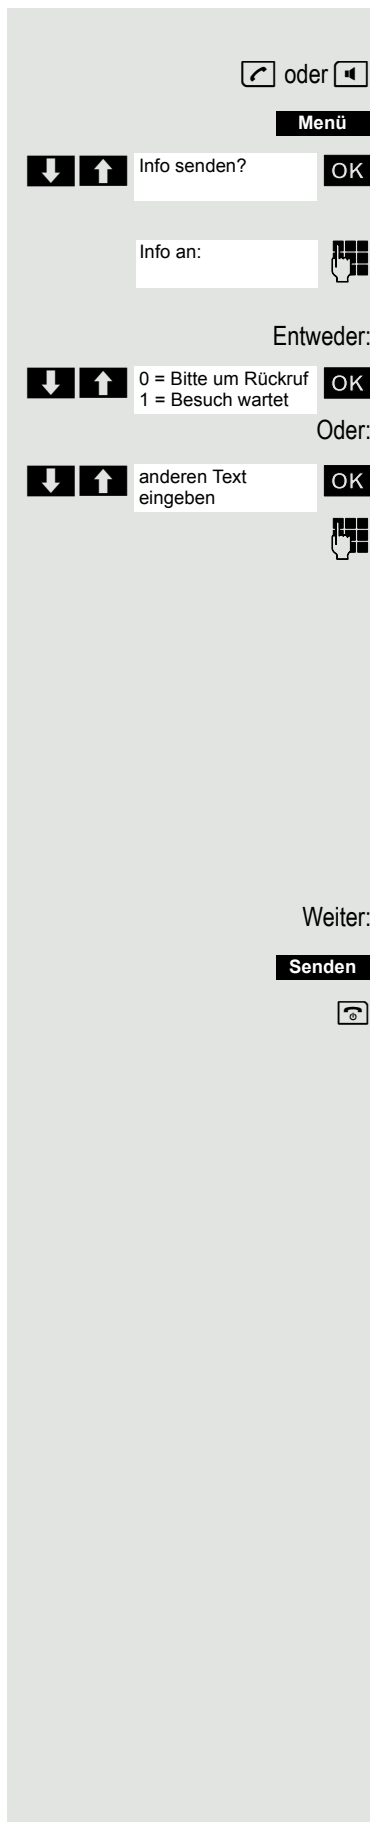 oder
Menü
Info senden?
OK
Info an:
Entweder:
0 = Bitte um Rückruf
1 = Besuch wartet
OK
Oder:
anderen Text
eingeben
OK
Weiter:
Senden